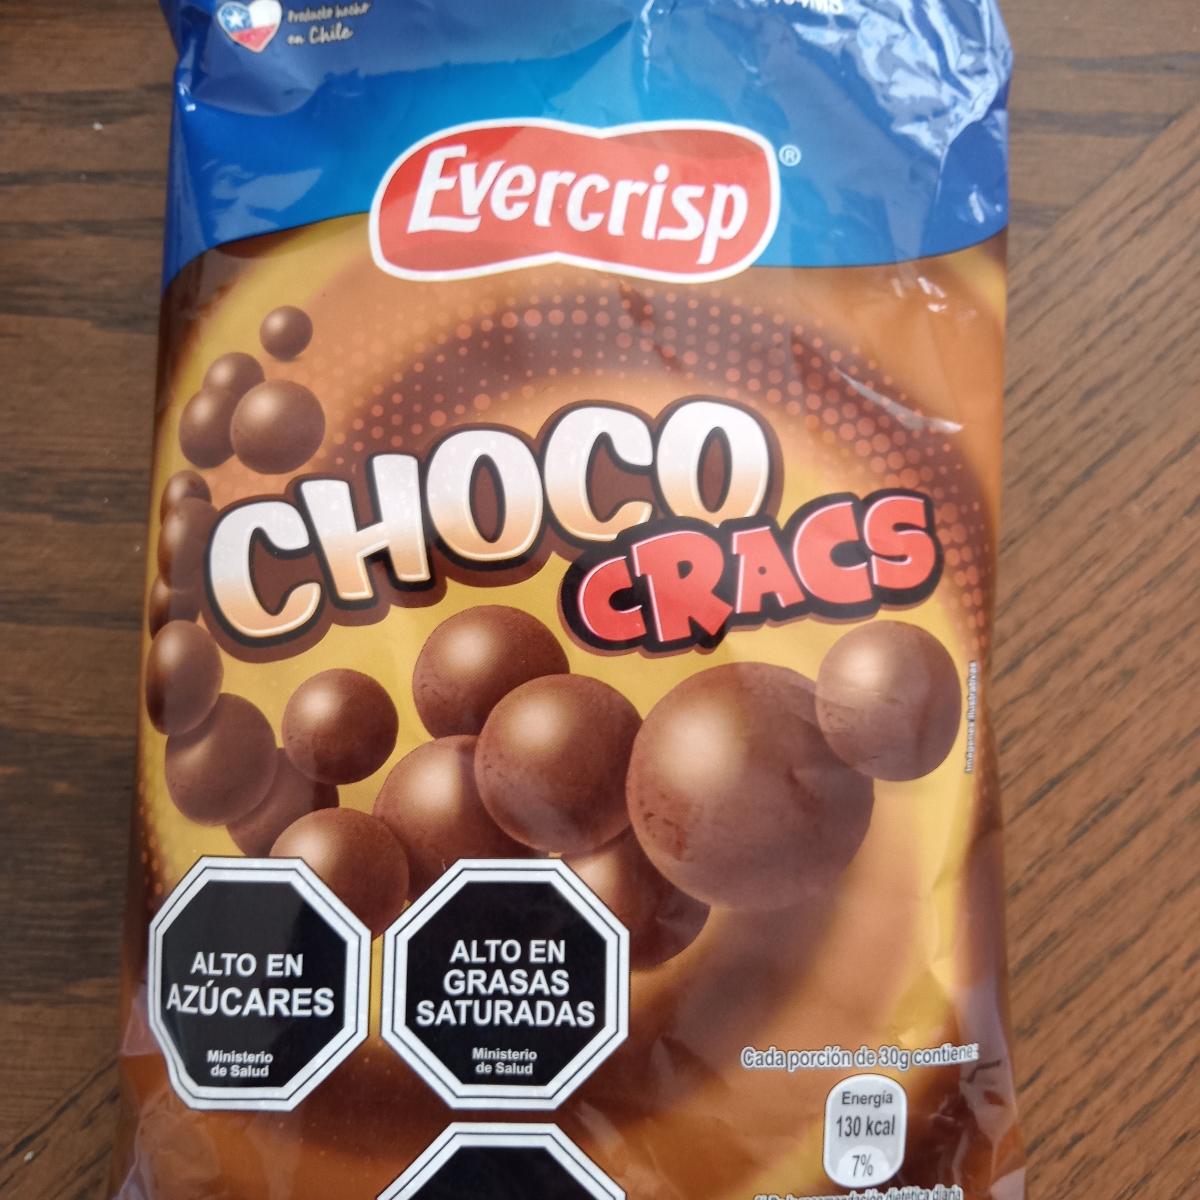 Producto hecho
en Chile
Evercrisp®
CHOCO
CRACS
Imágenes ilustrativas
ALTO EN
AZÚCARES
Ministerio
de Salud
ALTO EN
GRASAS
SATURADAS
Ministerio
de Salud
Cada porción de 30g contiene:
Energía
130 kcal
7%